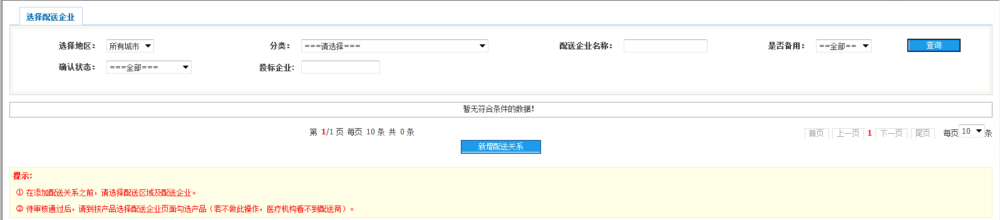 选择配送企业
选择地区： 所有城市 分类： ===请选择=== 配送企业名称： 是否备用： ==全部== 查询
确认状态： ===全部=== 投标企业:
暂无符合条件的数据!
第 1/1 页 每页 10 条 共 0 条 首页 上一页 1 下一页 尾页 每页 10 条
新增配送关系
提示：
① 在添加配送关系之前，请选择配送区域及配送企业。
② 待审核通过后，请到按产品选择配送企业页面勾选产品（若不做此操作，医疗机构看不到配送商）。